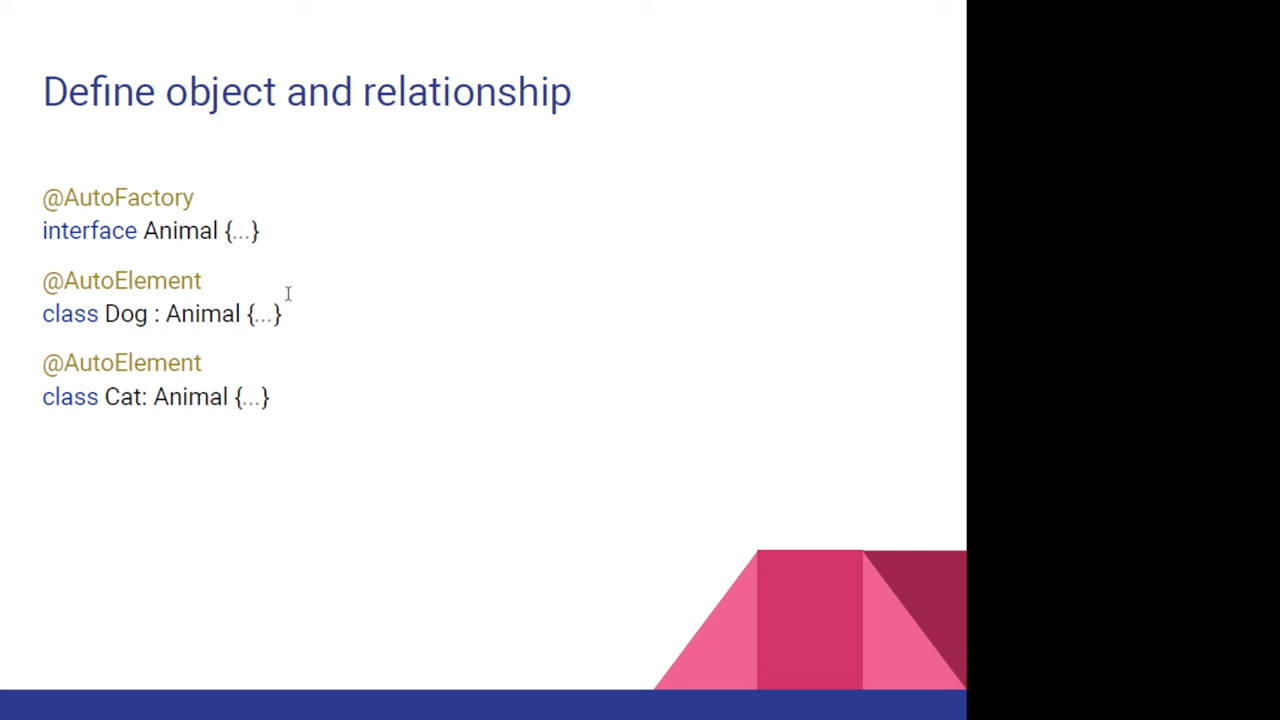 Define object and relationship
@AutoFactory
interface Animal {...}
@AutoElement
class Dog : Animal {...}
@AutoElement
class Cat: Animal {...}